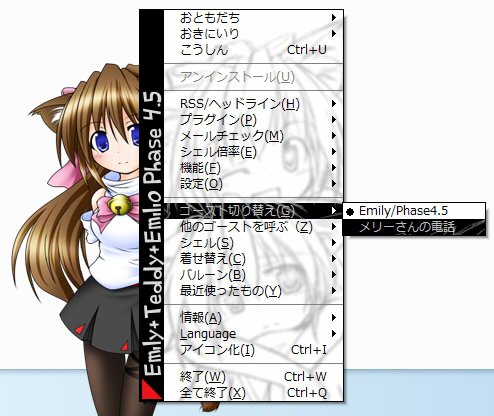 おともだち
おきにいり
こうしん Ctrl+U
アンインストール(U)
RSS/ヘッドライン(H)
プラグイン(P)
メールチェック(M)
シェル倍率(E)
機能(F)
設定(O)
ゴースト切り替え(G)
Emily/Phase4.5
メリーさんの電話
他のゴーストを呼ぶ(Z)
シェル(S)
着せ替え(C)
バルーン(B)
最近使ったもの(Y)
情報(A)
Language
アイコン化(I) Ctrl+I
終了(W) Ctrl+W
全て終了(X) Ctrl+Q
Emily+Teddy+Emilio Phase 4.5